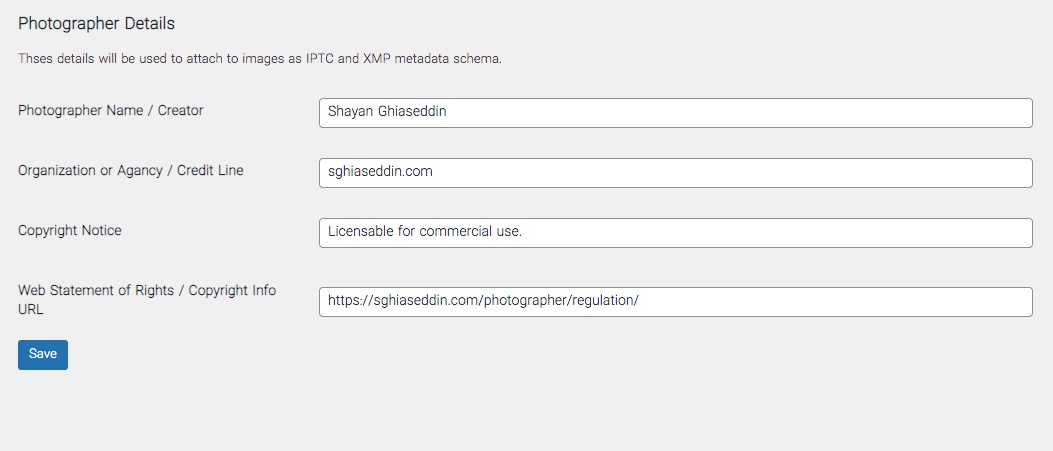 Photographer Details
Thses details will be used to attach to images as IPTC and XMP metadata schema.
Photographer Name / Creator
Shayan Ghiaseddin
Organization or Agancy / Credit Line
sghiaseddin.com
Copyright Notice
Licensable for commercial use.
Web Statement of Rights / Copyright Info
URL
https://sghiaseddin.com/photographer/regulation/
Save